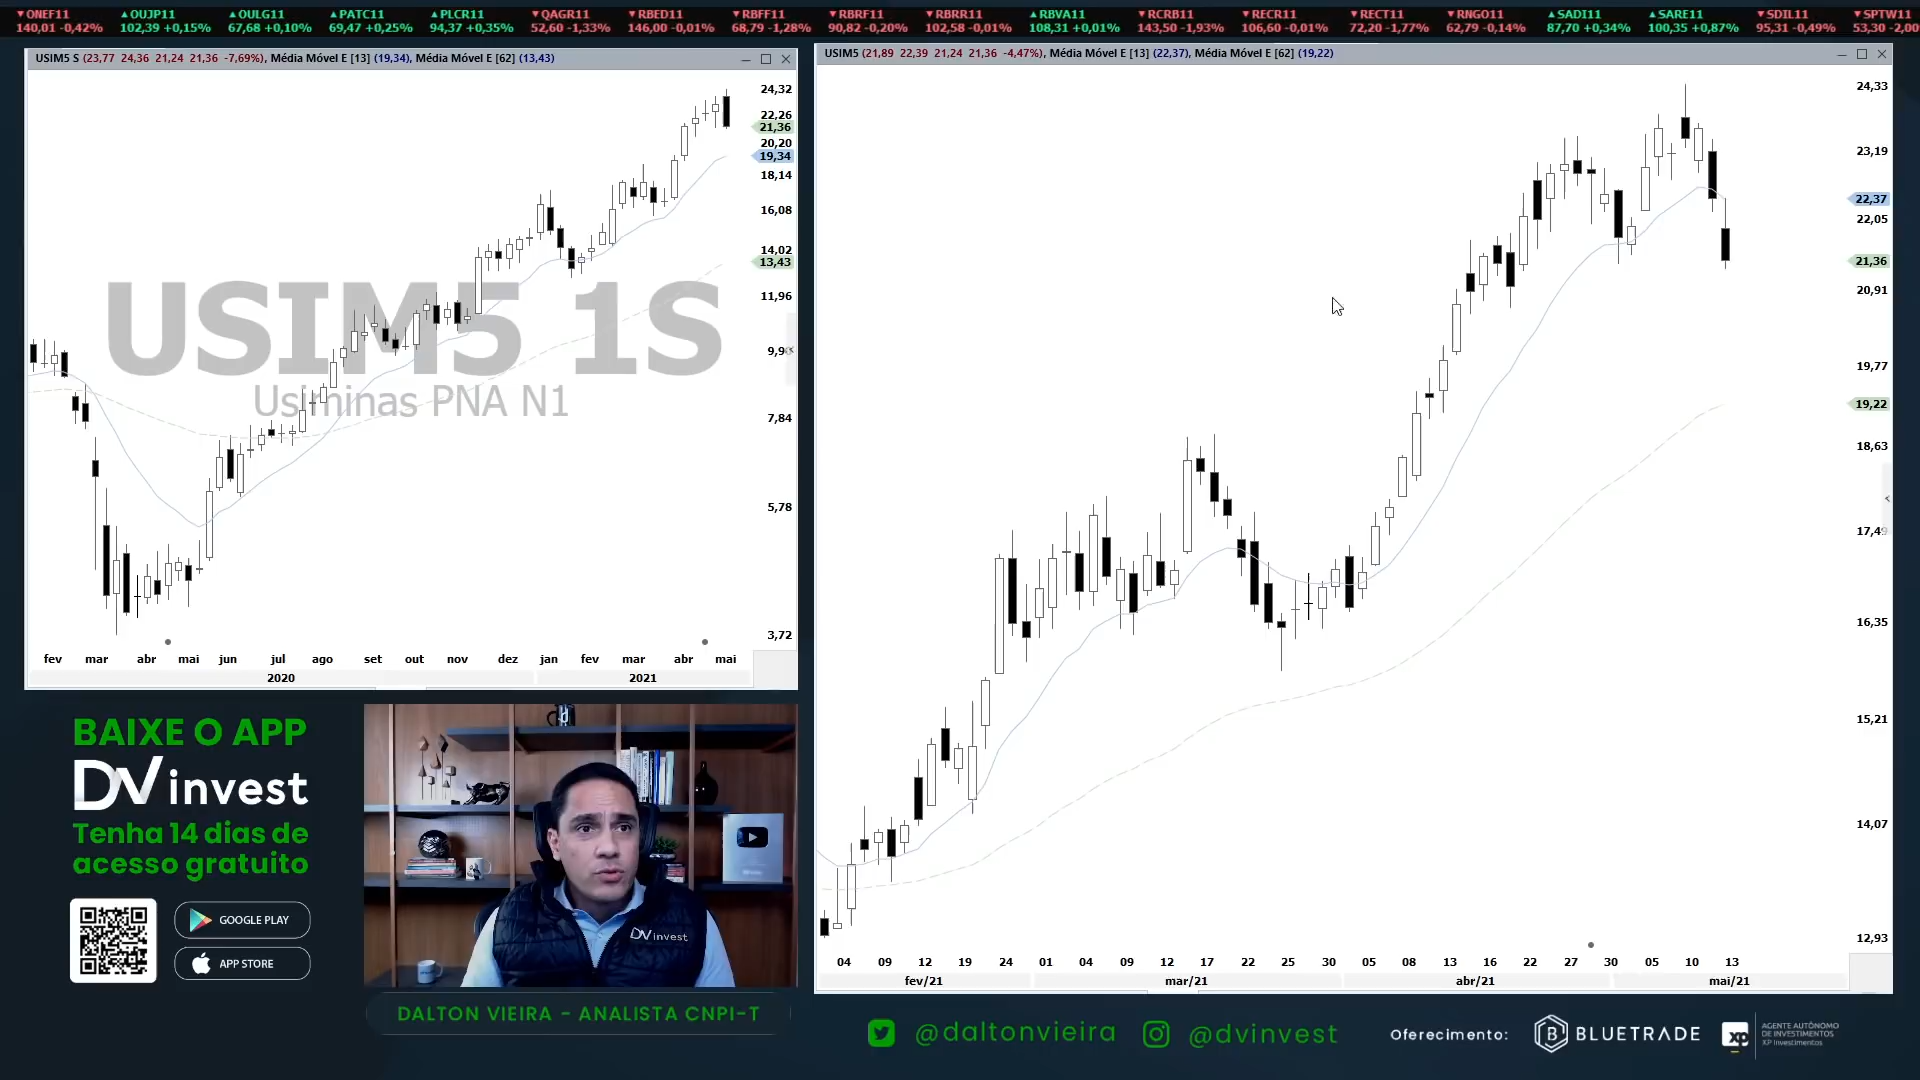 ▼ONEF11 ▲OUJP11 ▲OULG11 ▲PATC11 ▲PLCR11 ▼QAGR11 ▼RBED11 ▼RBFF11 ▼RBRF11 ▼RBRR11 ▲RBVA11 ▼RCRB11 ▼RECR11 ▼RECT11 ▼RNGO11 ▲SADI11 ▲SARE11 ▼SDIL11 ▼SPTW11
140,01 -0,42% 102,39 +0,15% 67,68 +0,10% 69,47 +0,25% 94,37 +0,35% 52,60 -1,33% 146,00 -0,01% 68,79 -1,28% 90,82 -0,20% 102,58 -0,01% 108,31 +0,01% 143,50 -1,93% 106,60 -0,01% 72,20 -1,77% 62,79 -0,14% 87,70 +0,34% 100,35 +0,87% 95,31 -0,49% 53,30 -2,00
USIM5 S (23,77 24,36 21,24 21,36 -7,69%), Média Móvel E [13] (19,34), Média Móvel E [62] (13,43)
24,32
22,26
21,36
20,20
19,34
18,14
16,08
14,02
13,43
11,96
9,90
7,84
5,78
3,72
USIM5 1S
Usiminas PNA N1
fev mar abr mai jun jul ago set out nov dez jan fev mar abr mai
2020 2021
USIM5 (21,89 22,39 21,24 21,36 -4,47%), Média Móvel E [13] (22,37), Média Móvel E [62] (19,22)
24,33
23,19
22,37
22,05
21,36
20,91
19,77
19,22
18,63
17,49
16,35
15,21
14,07
12,93
04 09 12 19 24 01 04 09 12 17 22 25 30 05 08 13 16 22 27 30 05 10 13
fev/21 mar/21 abr/21 mai/21
BAIXE O APP
DV invest
Tenha 14 dias de
acesso gratuito
GOOGLE PLAY
APP STORE
DV invest
DALTON VIEIRA - ANALISTA CNPI-T
@daltonvieira @dvinvest
Oferecimento: BLUETRADE
xp
AGENTE AUTÔNOMO
DE INVESTIMENTOS
XP Investimentos